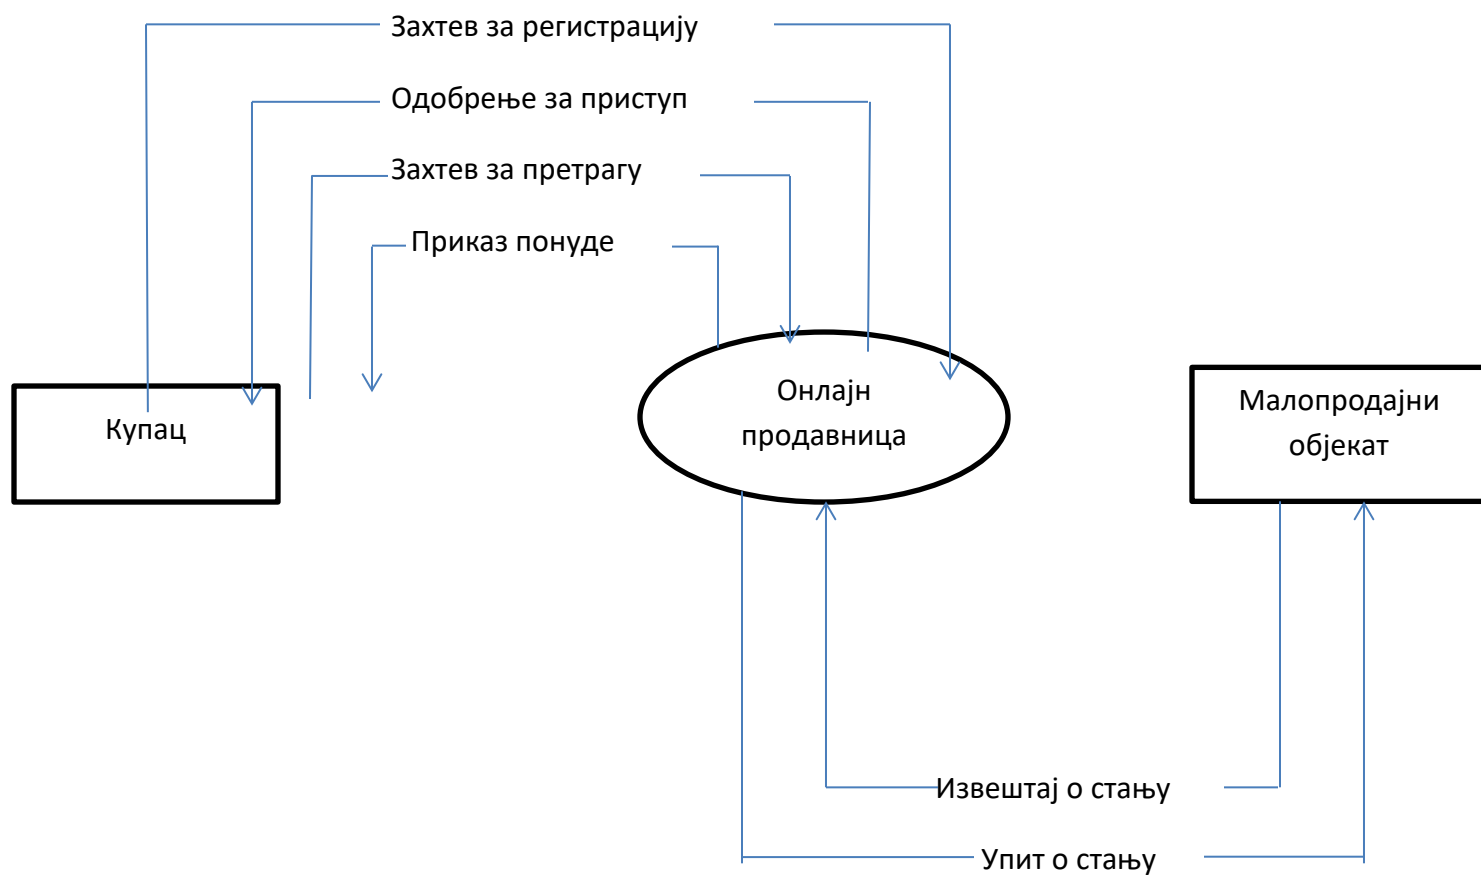 Захтев за регистрацију
Одобрење за приступ
Захтев за претрагу
Приказ понуде
Купац
Онлајн
продавница
Малопродајни
објекат
Извештај о стању
Упит о стању